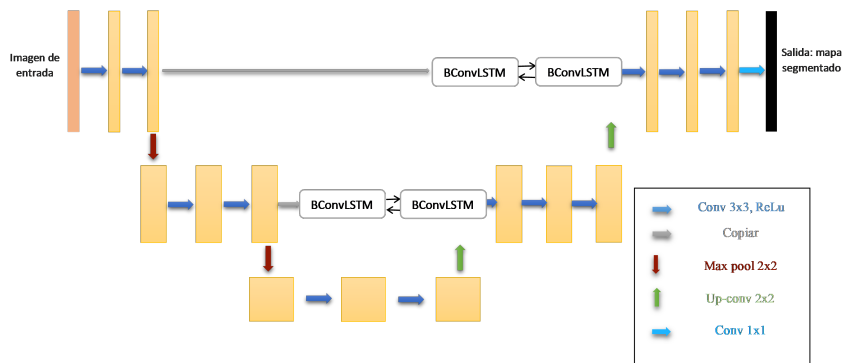 Imagen de
entrada
BConvLSTM
BConvLSTM
Salida: mapa
segmentado
BConvLSTM
BConvLSTM
Conv 3x3, ReLu
Copiar
Max pool 2x2
Up-conv 2x2
Conv 1x1